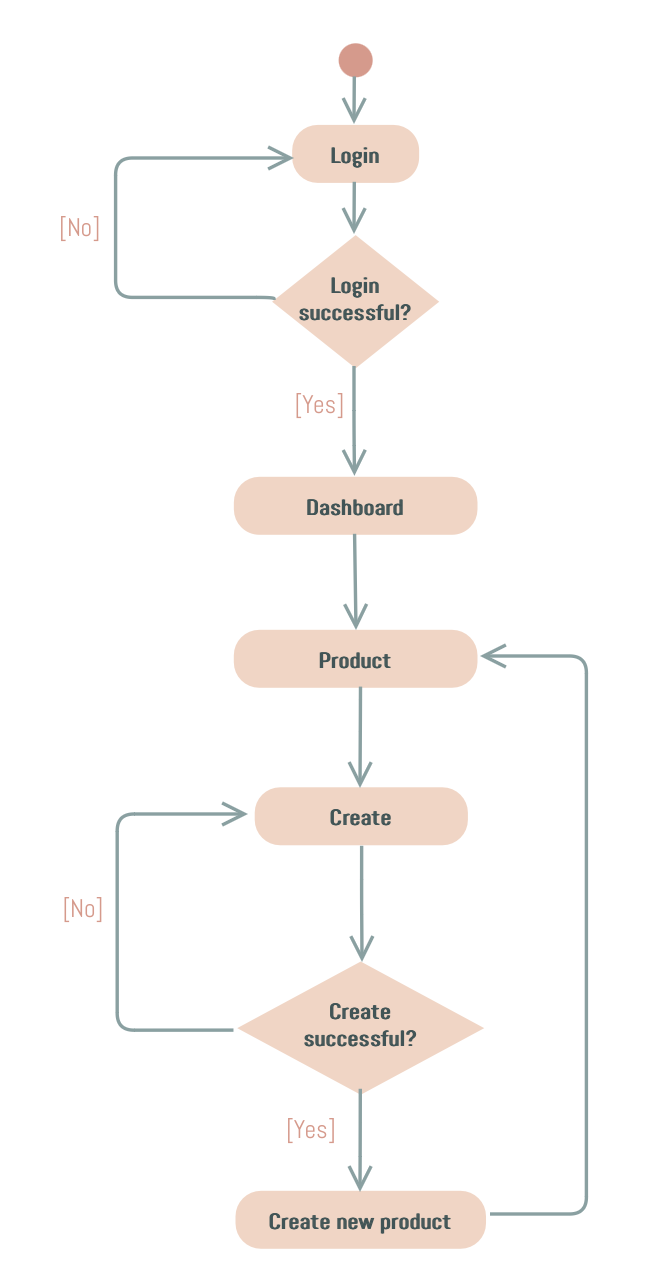 Login
[No]
Login
successful?
[Yes]
Dashboard
Product
Create
[No]
Create
successful?
[Yes]
Create new product